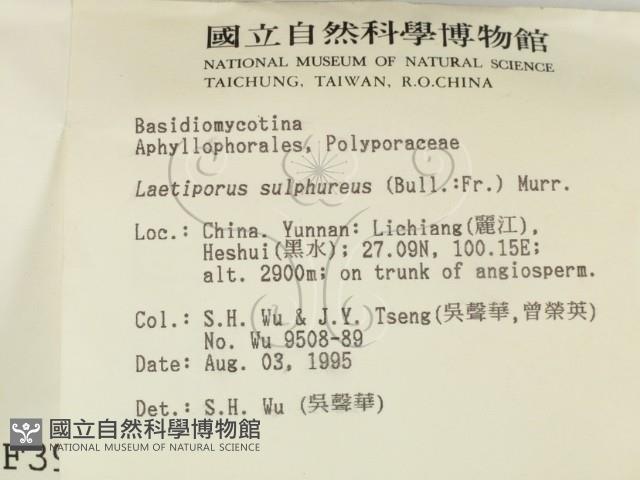 國立自然科學博物館
NATIONAL MUSEUM OF NATURAL SCIENCE
TAICHUNG, TAIWAN, R.O.CHINA
Basidiomycotina
Aphyllophorales, Polyporaceae
Laetiporus sulphureus (Bull.:Fr.) Murr.
Loc.: China. Yunnan: Lichiang(麗江),
Heshui(黑水); 27.09N, 100.15E;
alt. 2900m; on trunk of angiosperm.
Col.: S.H. Wu & J.Y. Tseng(吳聲華,曾榮英)
No. Wu 9508-89
Date: Aug. 03, 1995
Det.: S.H. Wu (吳聲華)
國立自然科學博物館
NATIONAL MUSEUM OF NATURAL SCIENCE